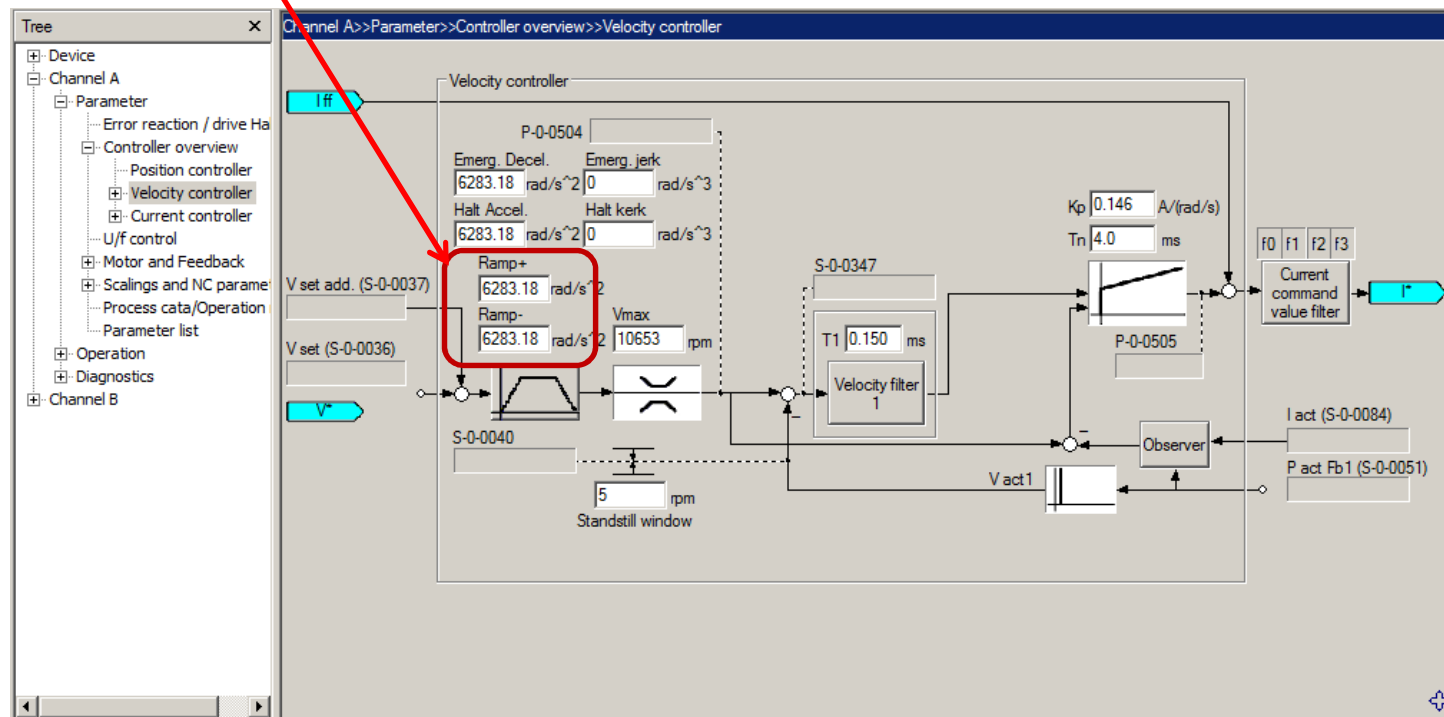 Tree
Device
Channel A
Parameter
Error reaction / drive Ha
Controller overview
Position controller
Velocity controller
Current controller
U/f control
Motor and Feedback
Scalings and NC parame
Process cata/Operation
Parameter list
Operation
Diagnostics
Channel B
Channel A>>Parameter>>Controller overview>>Velocity controller
Velocity controller
I ff
P-0-0504
Emerg. Decel. Emerg. jerk
6283.18 rad/s^2 0 rad/s^3
Halt Accel. Halt kerk
6283.18 rad/s^2 0 rad/s^3
Kp 0.146 A/(rad/s)
Tn 4.0 ms
f0 f1 f2 f3
Current
command
value filter
I*
Ramp+
6283.18 rad/s^2
Ramp-
6283.18 rad/s^2
Vmax
10653 rpm
V set add. (S-0-0037)
V set (S-0-0036)
V*
S-0-0347
T1 0.150 ms
Velocity filter
1
P-0-0505
S-0-0040
5 rpm
Standstill window
V act1
Observer
I act (S-0-0084)
P act Fb1 (S-0-0051)